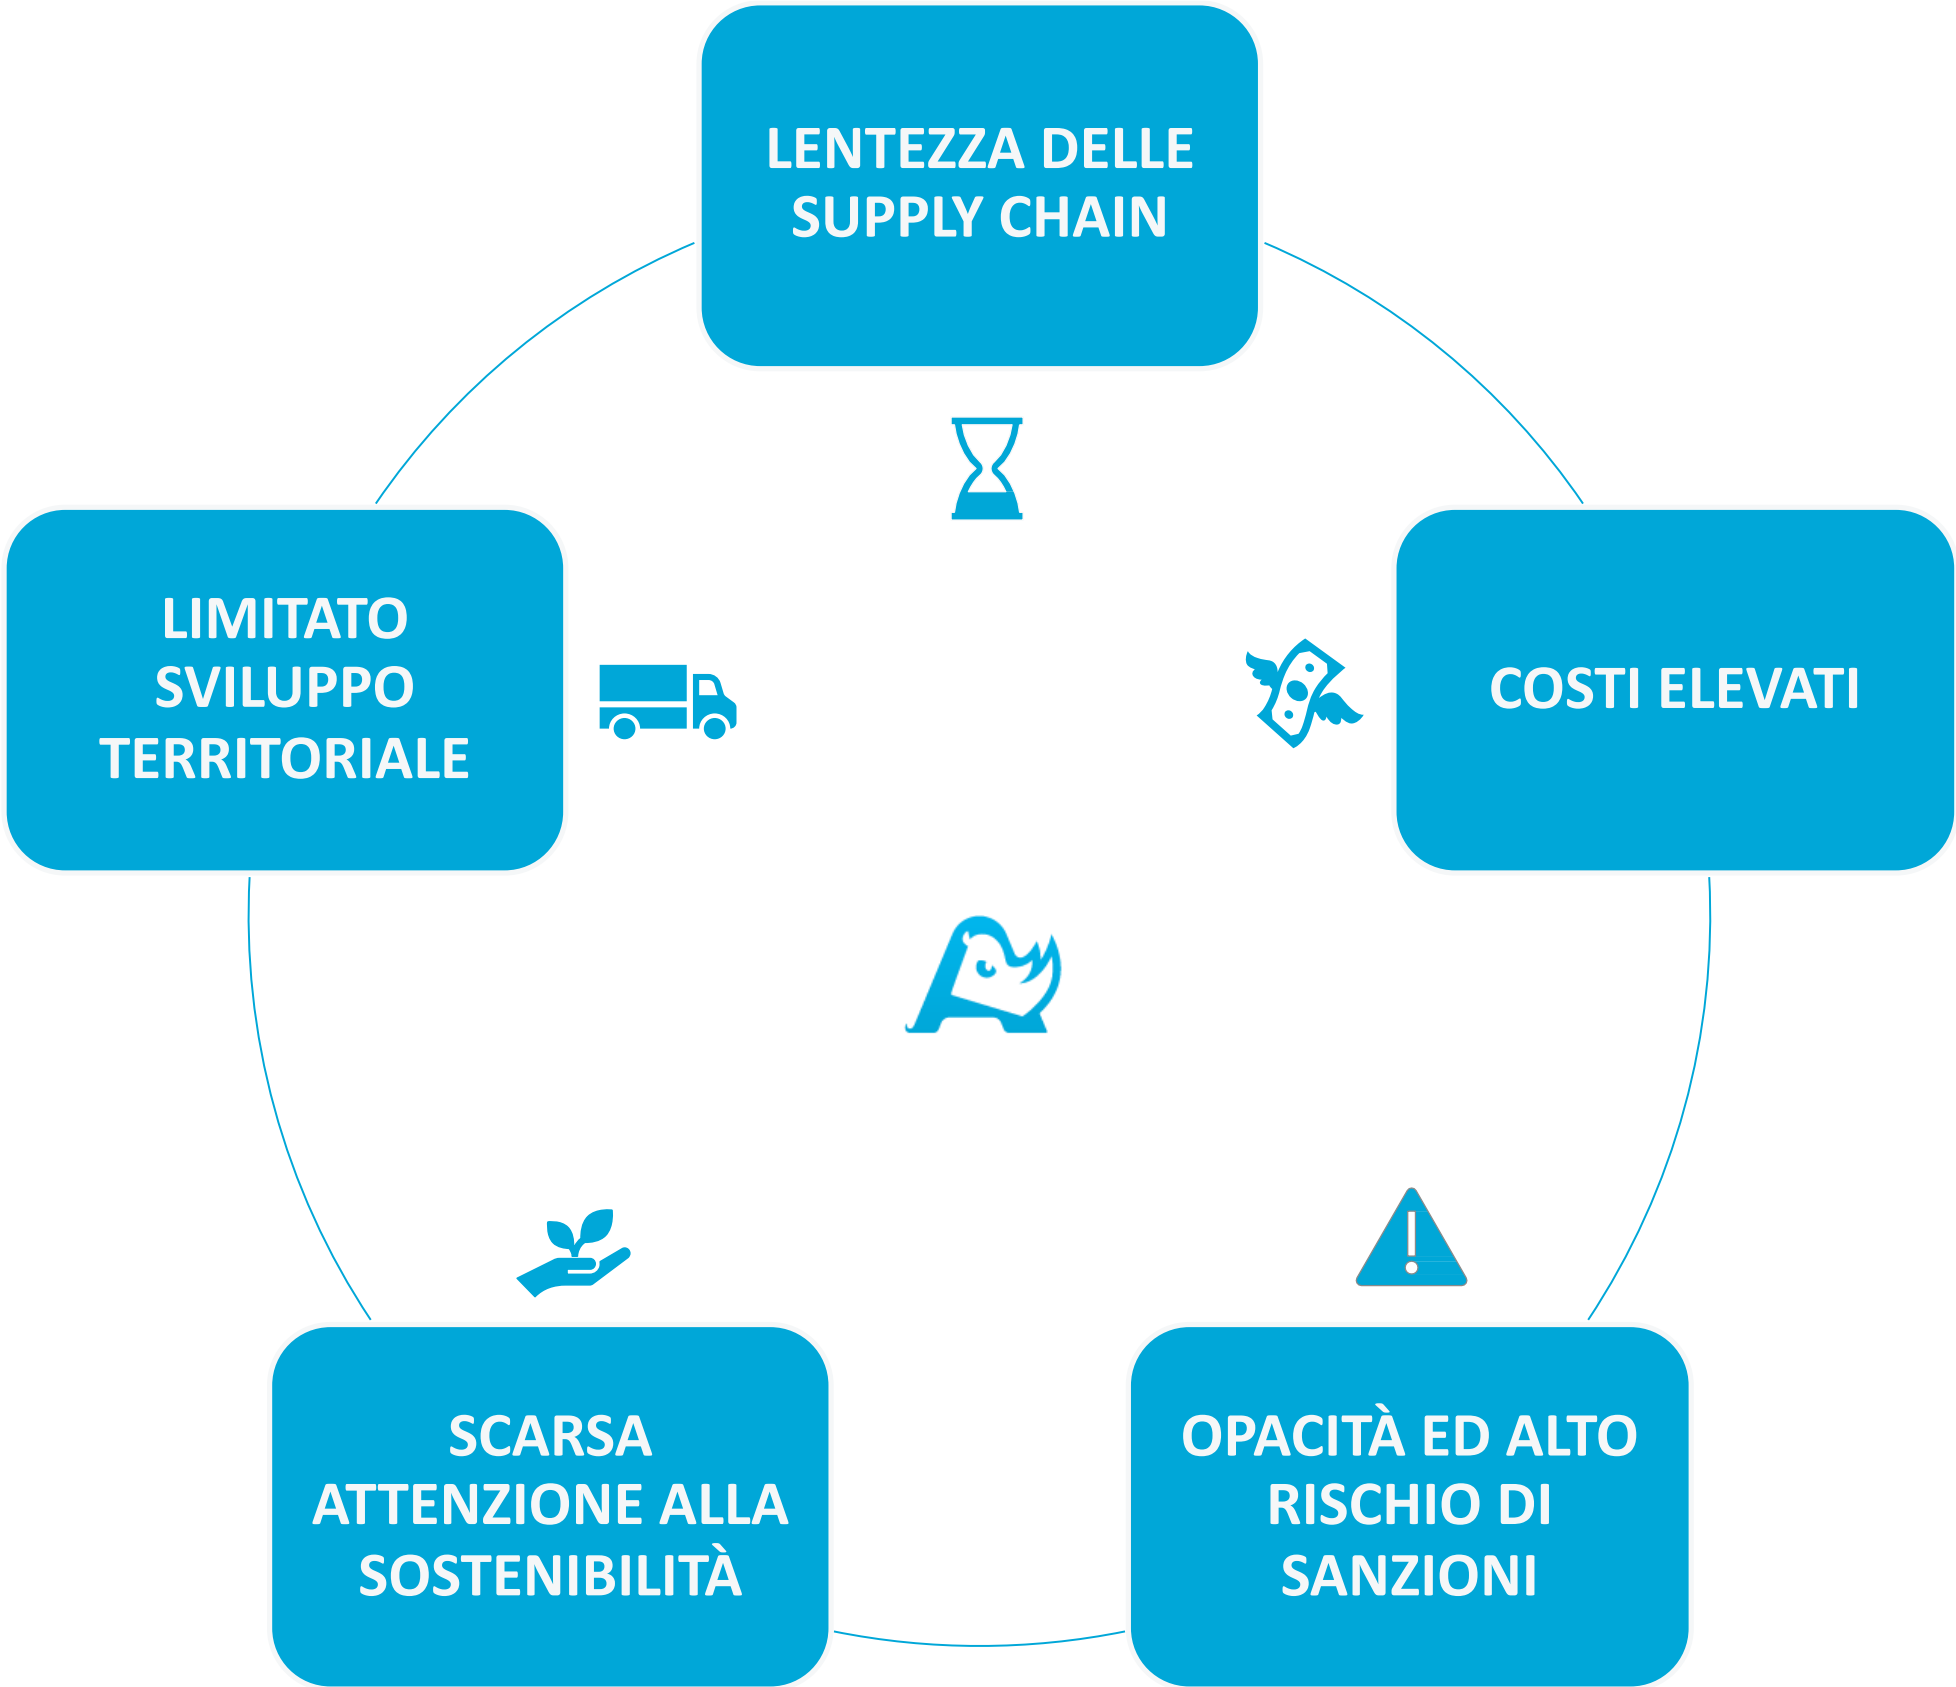 LENTEZZA DELLE
SUPPLY CHAIN
LIMITATO
SVILUPPO
TERRITORIALE
COSTI ELEVATI
SCARSA
ATTENZIONE ALLA
SOSTENIBILITÀ
OPACITÀ ED ALTO
RISCHIO DI
SANZIONI